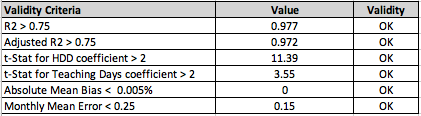 Validity Criteria Value Validity
R2 > 0.75 0.977 OK
Adjusted R2 > 0.75 0.972 OK
t-Stat for HDD coefficient > 2 11.39 OK
t-Stat for Teaching Days coefficient > 2 3.55 OK
Absolute Mean Bias < 0.005% 0 OK
Monthly Mean Error < 0.25 0.15 OK